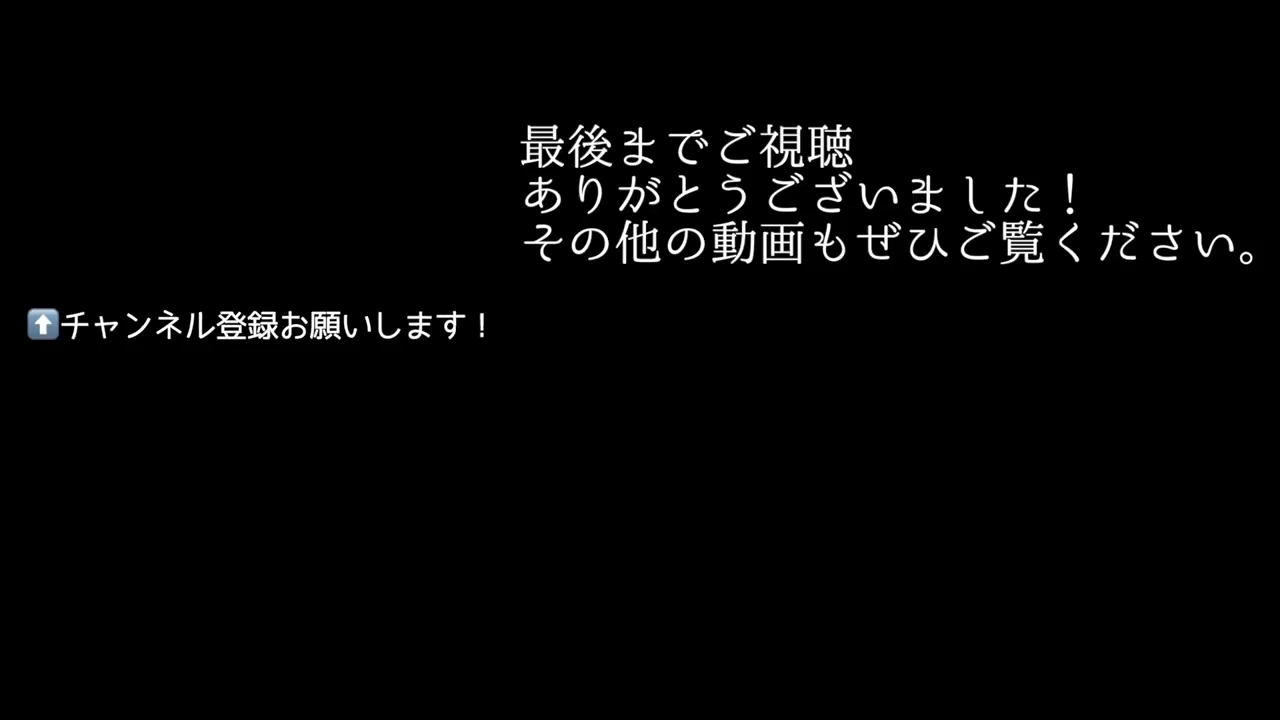 最後までご視聴
ありがとうございました！
その他の動画もぜひご覧ください。
⬆️チャンネル登録お願いします！